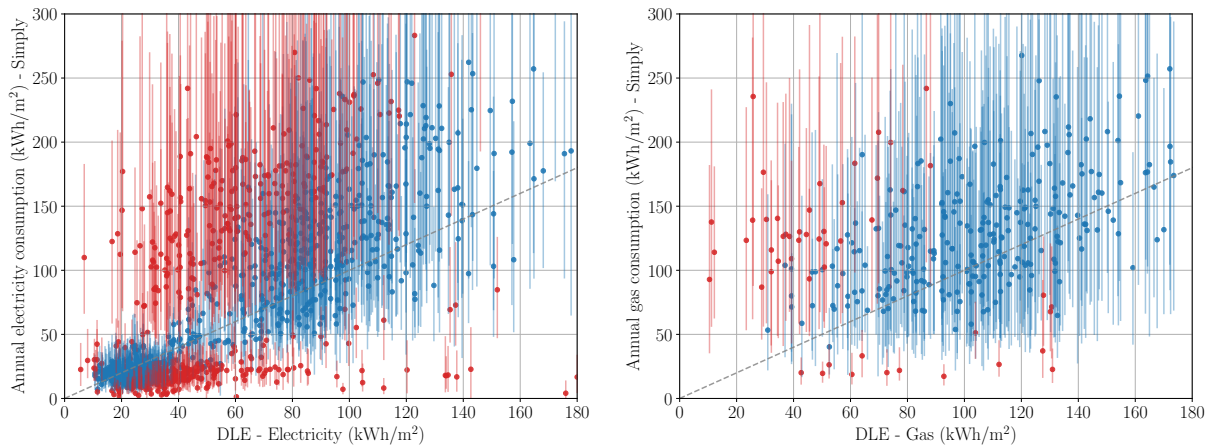 300
250
200
150
100
50
0
Annual electricity consumption (kWh/m²) - Simply
0 20 40 60 80 100 120 140 160 180
DLE - Electricity (kWh/m²)
300
250
200
150
100
50
0
Annual gas consumption (kWh/m²) - Simply
0 20 40 60 80 100 120 140 160 180
DLE - Gas (kWh/m²)